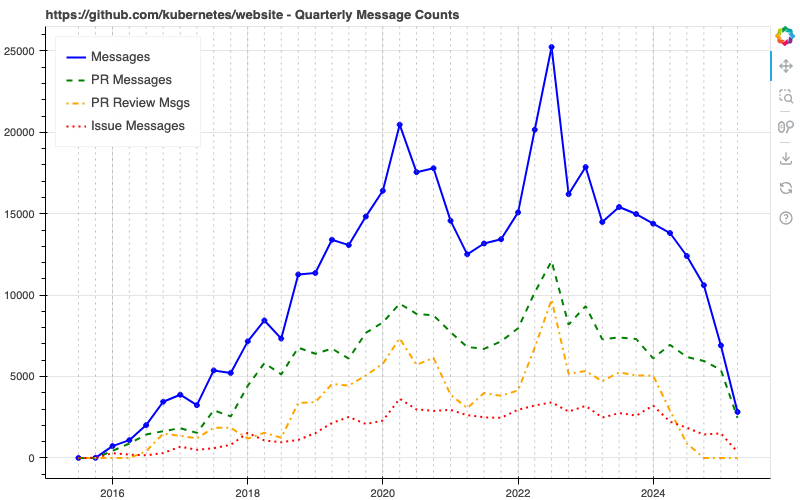 https://github.com/kubernetes/website - Quarterly Message Counts
25000
20000
15000
10000
5000
0
Messages
PR Messages
PR Review Msgs
Issue Messages
2016
2018
2020
2022
2024